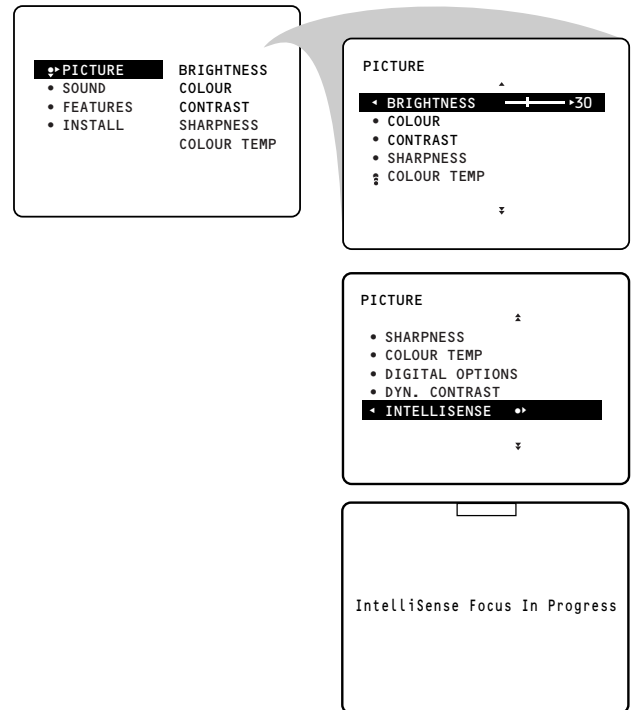 PICTURE BRIGHTNESS
• SOUND COLOUR
• FEATURES CONTRAST
• INSTALL SHARPNESS
COLOUR TEMP
PICTURE
BRIGHTNESS 30
• COLOUR
• CONTRAST
• SHARPNESS
COLOUR TEMP
PICTURE
• SHARPNESS
• COLOUR TEMP
• DIGITAL OPTIONS
• DYN. CONTRAST
INTELLISENSE
IntelliSense Focus In Progress